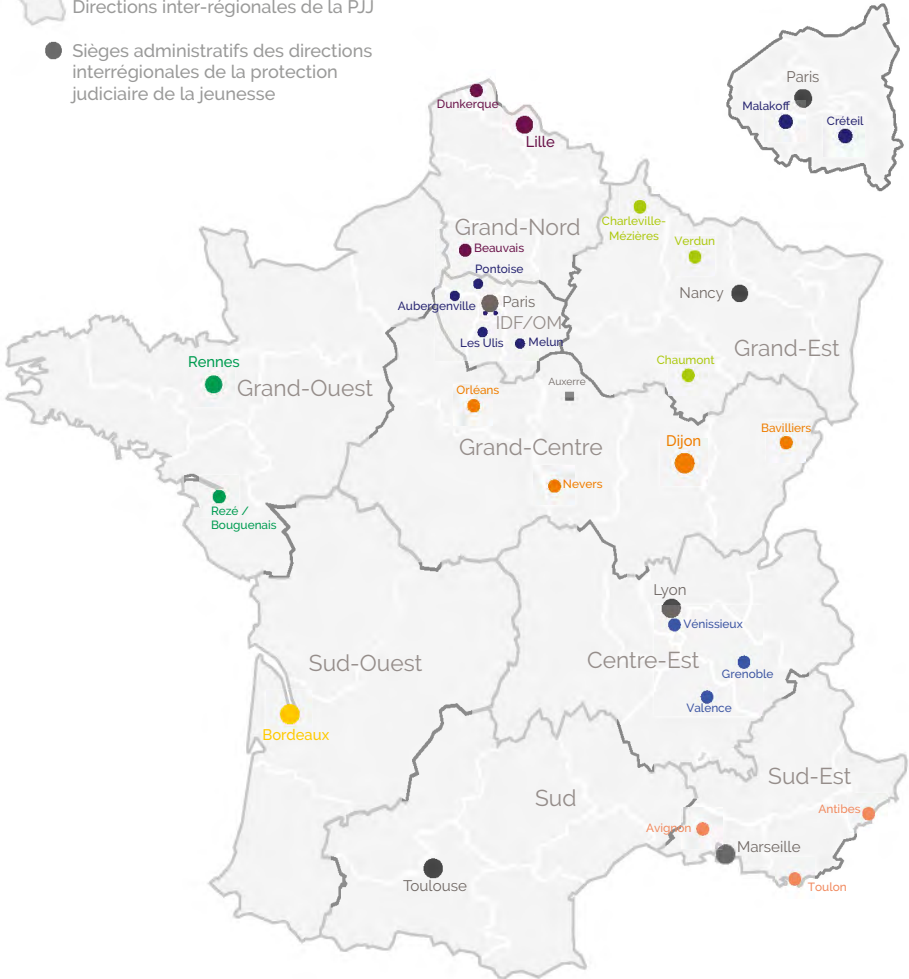 Directions inter-régionales de la PJJ
Sièges administratifs des directions
interrégionales de la protection
judiciaire de la jeunesse
Paris
Malakoff
Créteil
Dunkerque
Lille
Grand-Nord
Beauvais
Pontoise
Aubergenville
Paris
IDF/OM
Les Ulis
Melun
Charleville-
Mézières
Verdun
Nancy
Grand-Est
Chaumont
Rennes
Grand-Ouest
Rezé /
Bouguenais
Orléans
Auxerre
Grand-Centre
Dijon
Bavilliers
Nevers
Lyon
Vénissieux
Centre-Est
Grenoble
Valence
Sud-Ouest
Bordeaux
Sud
Toulouse
Sud-Est
Antibes
Avignon
Marseille
Toulon